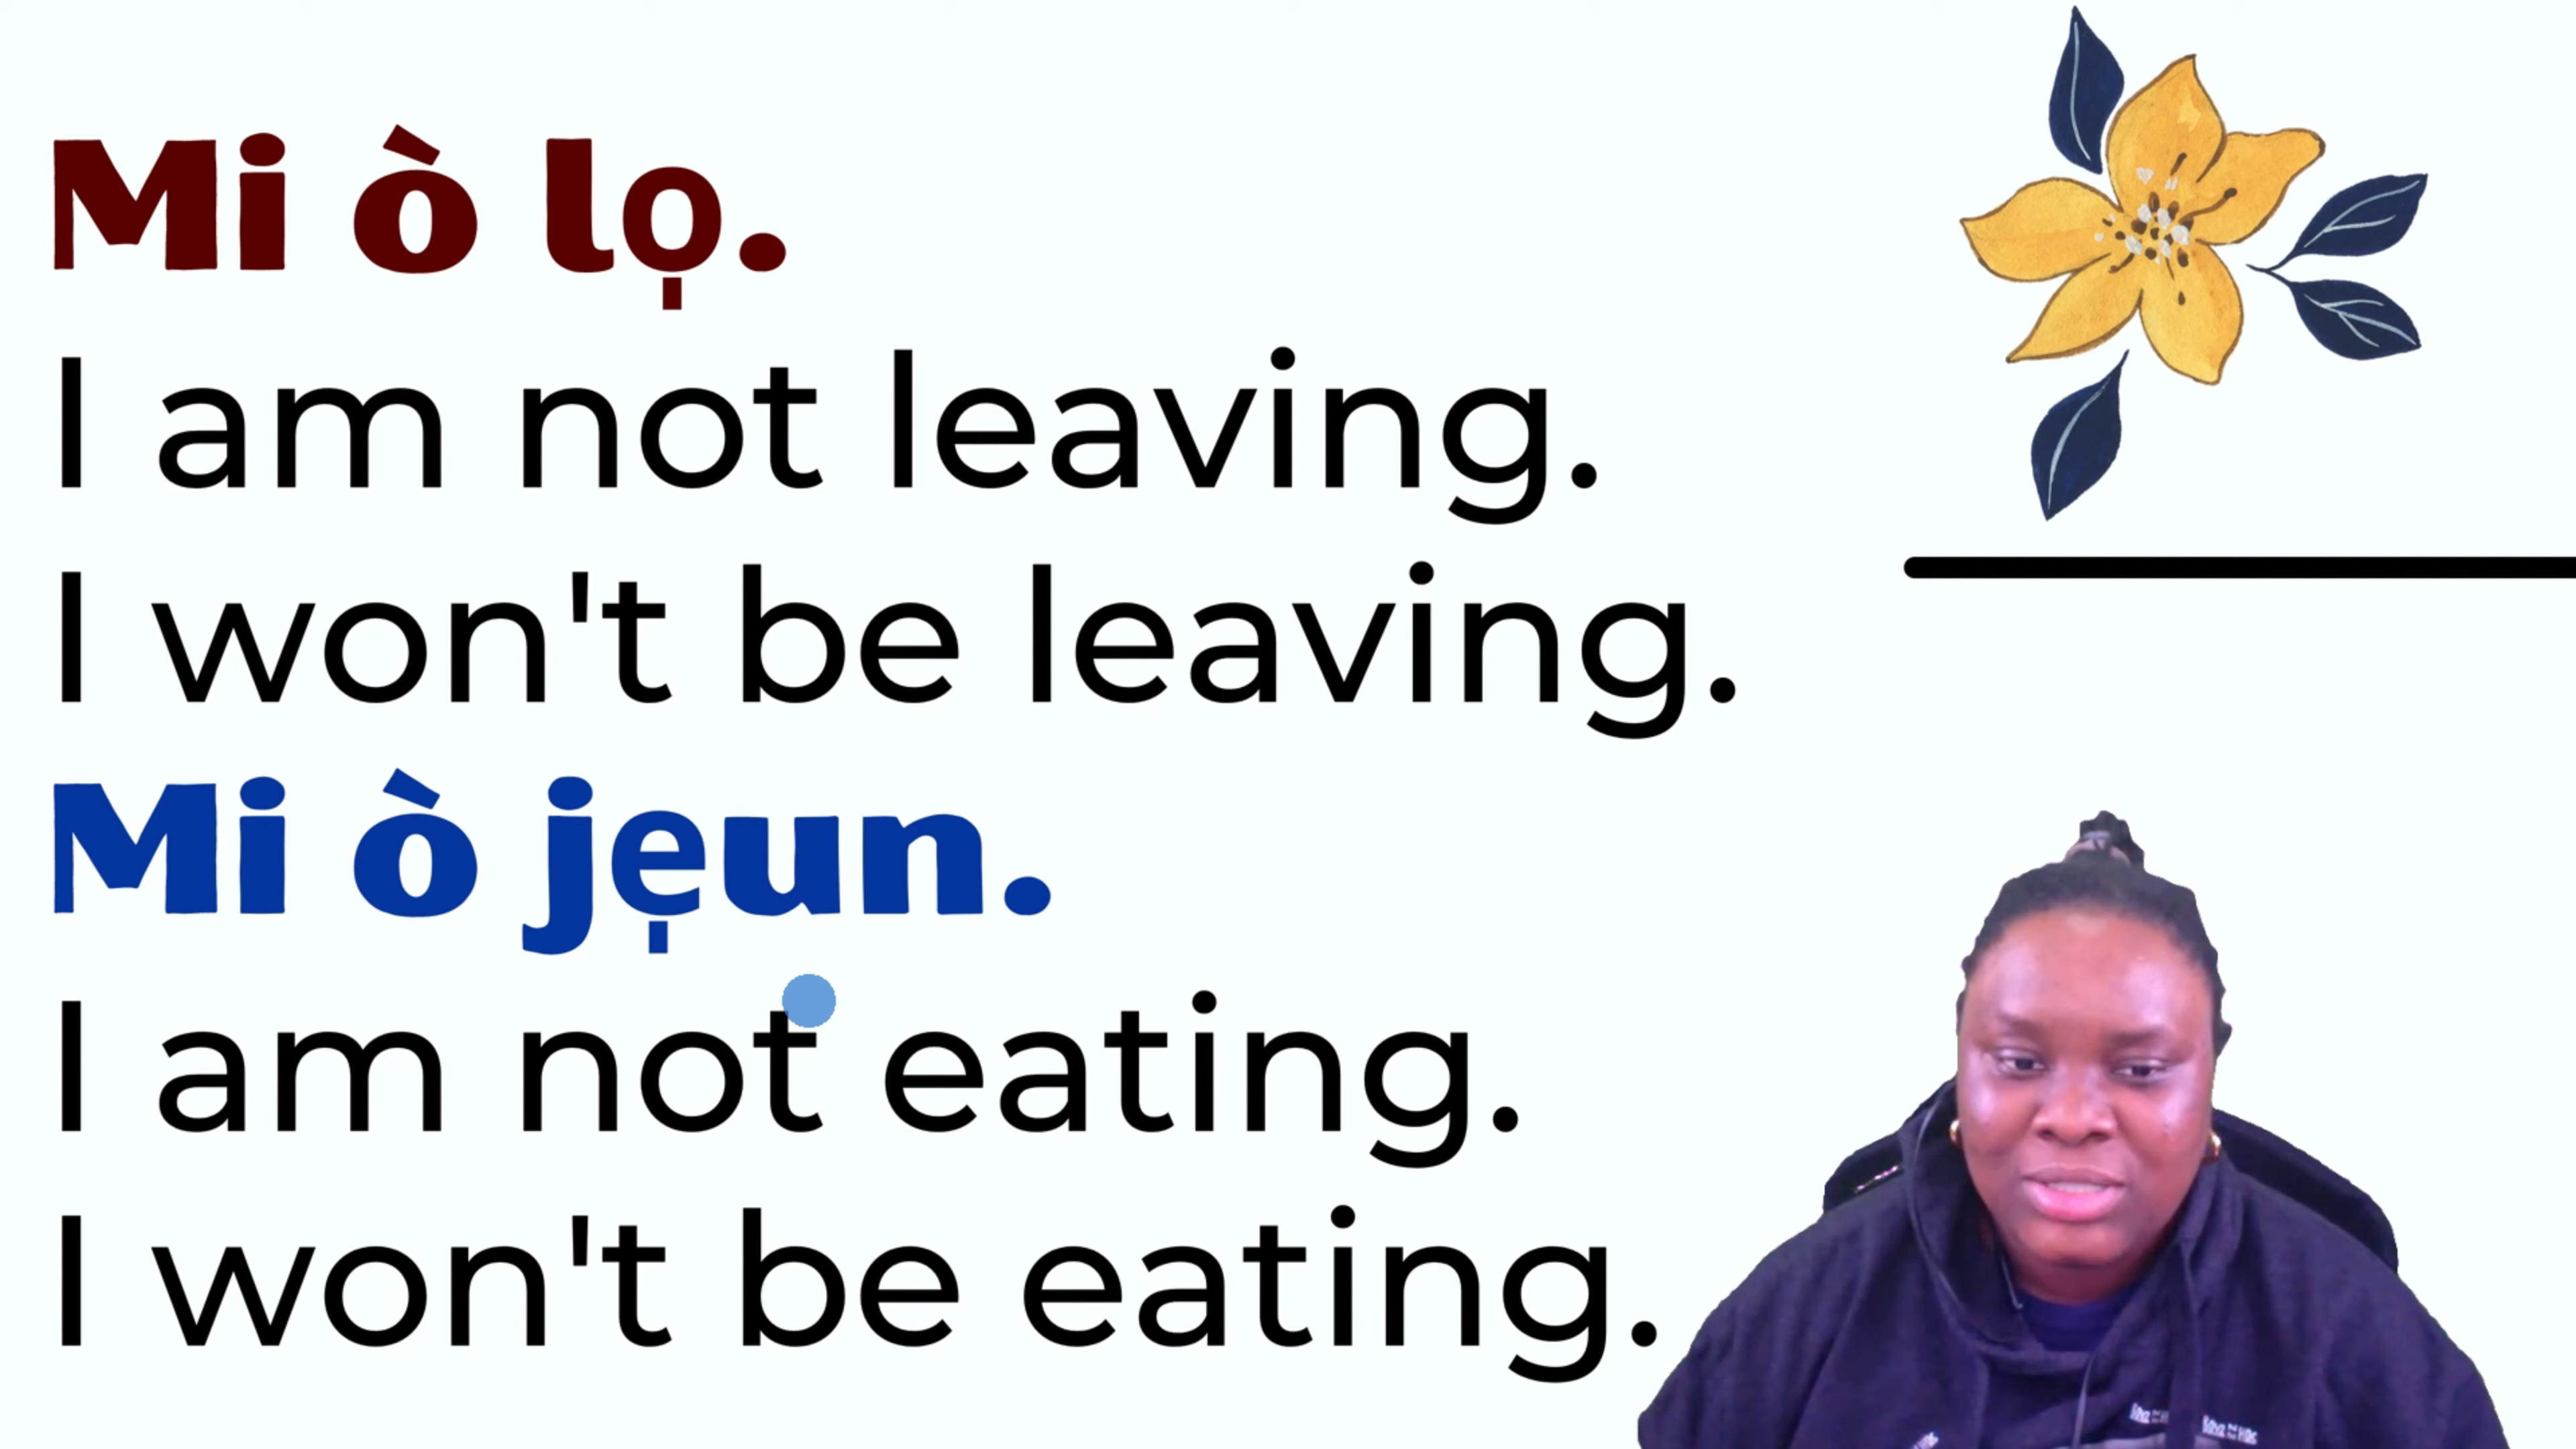 Mi ò lọ.
I am not leaving.
I won't be leaving.
Mi ò jẹun.
I am not eating.
I won't be eating.